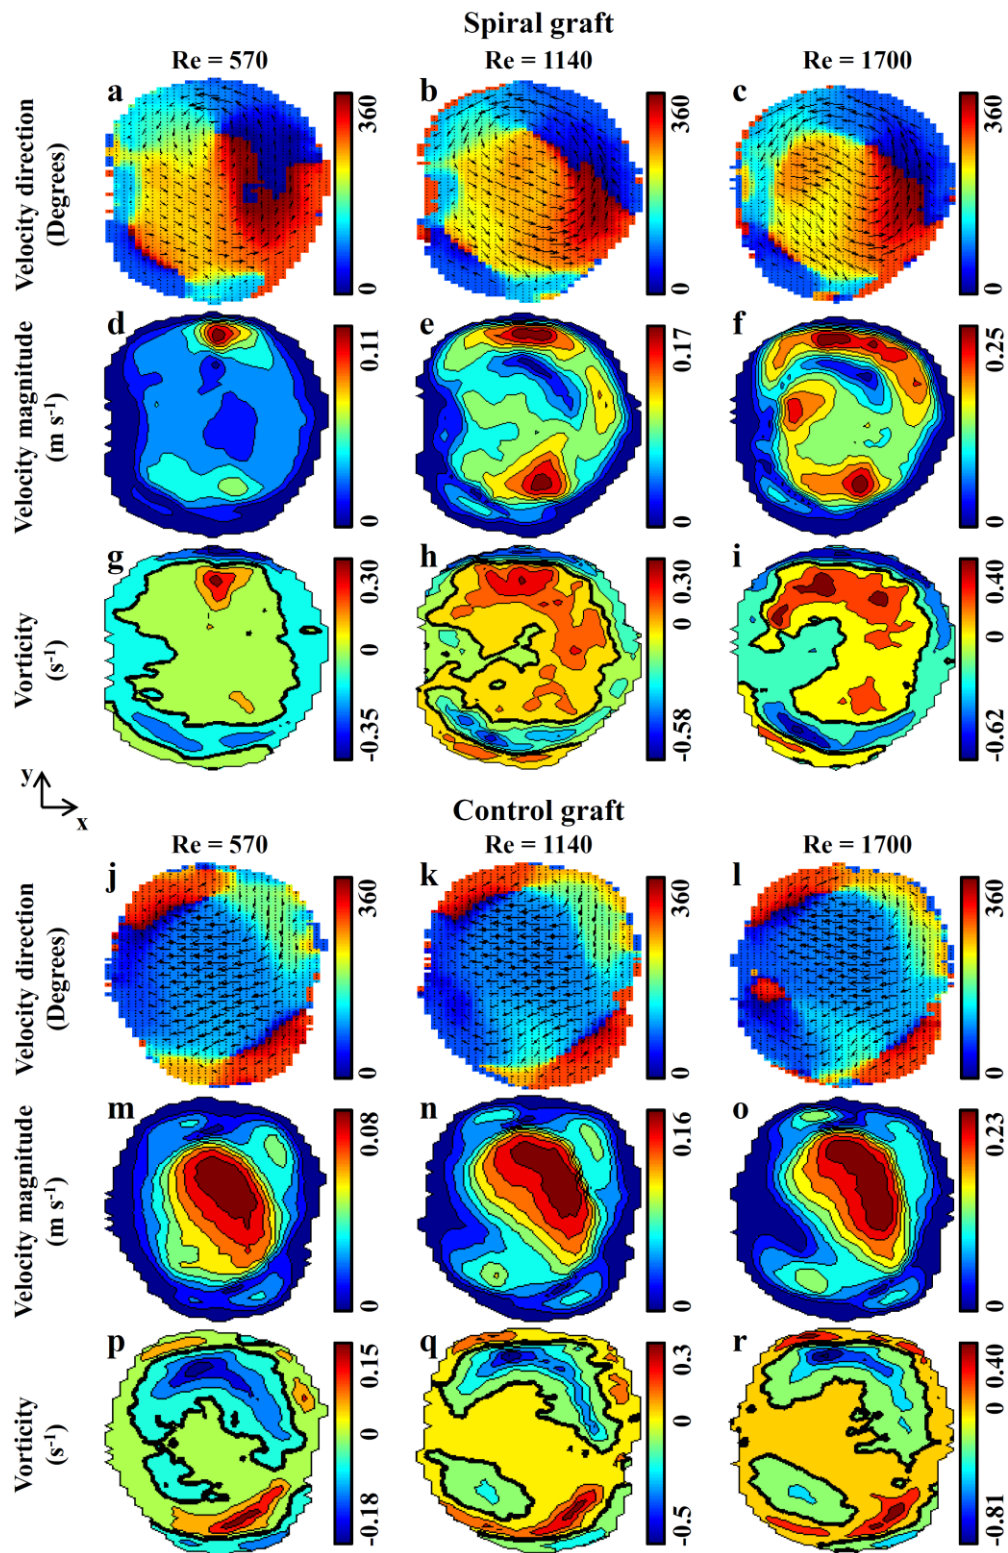 Spiral graft
Re = 570 Re = 1140 Re = 1700
Velocity direction
(Degrees)
a 360 0
b 360 0
c 360 0
Velocity magnitude
(m s⁻¹)
d 0.11 0
e 0.17 0
f 0.25 0
Vorticity
(s⁻¹)
g 0.30 0 -0.35
h 0.30 0 -0.58
i 0.40 0 -0.62
y
x
Control graft
Re = 570 Re = 1140 Re = 1700
Velocity direction
(Degrees)
j 360 0
k 360 0
l 360 0
Velocity magnitude
(m s⁻¹)
m 0.08 0
n 0.16 0
o 0.23 0
Vorticity
(s⁻¹)
p 0.15 0 -0.18
q 0.3 0 -0.5
r 0.40 0 -0.81